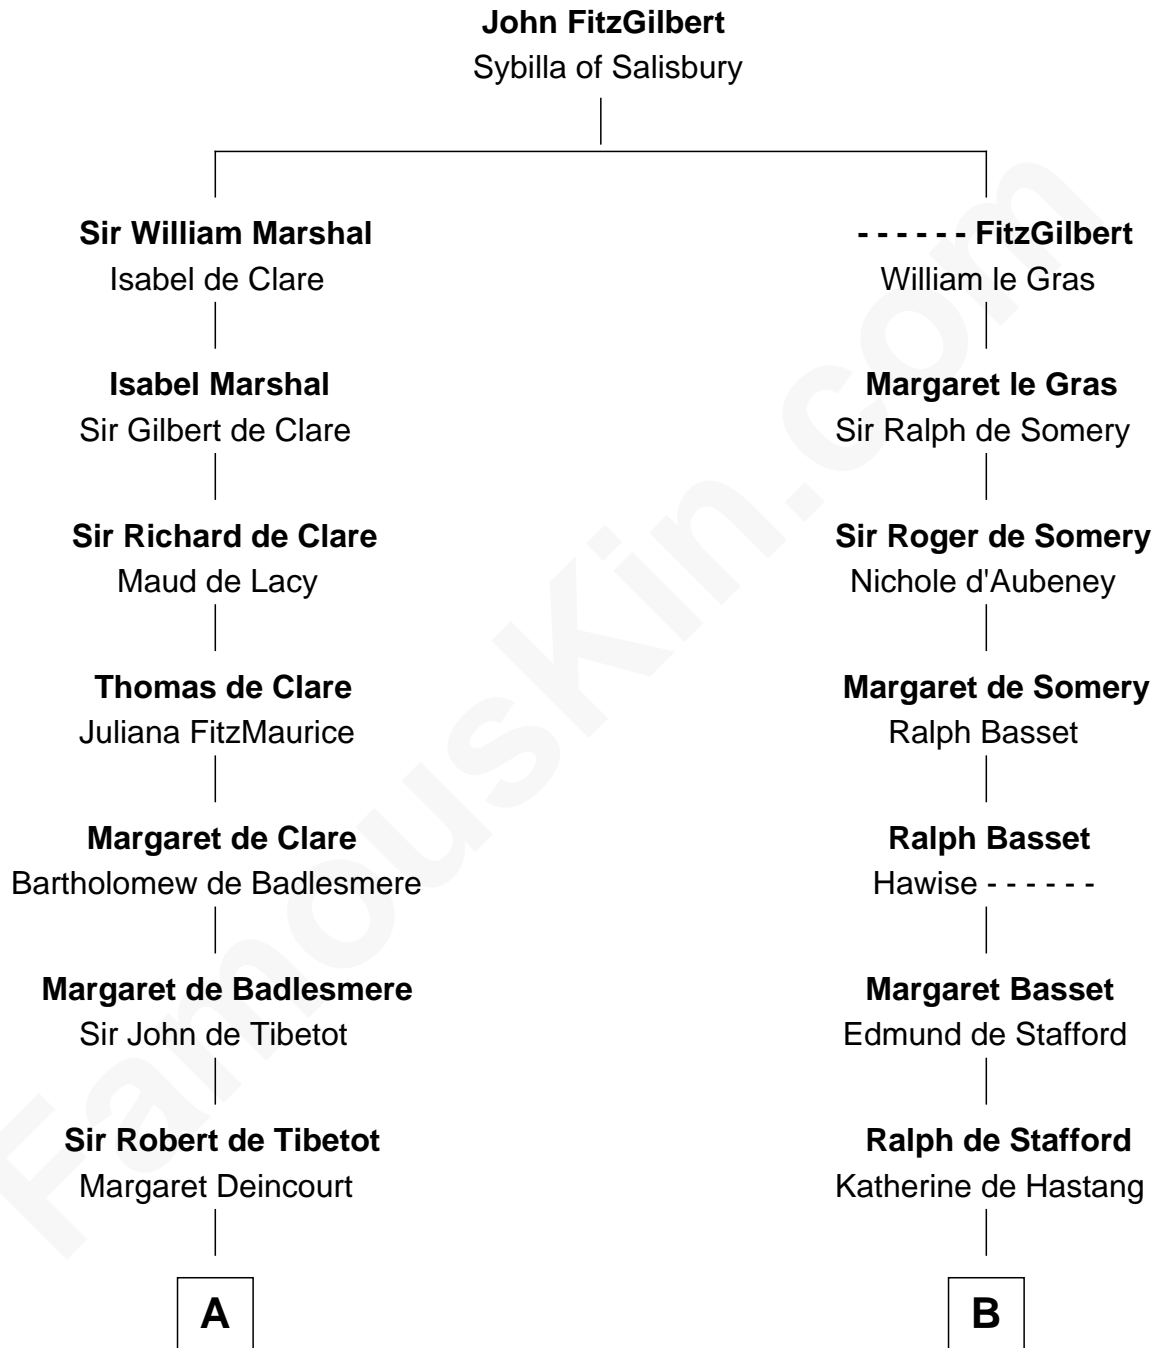 John FitzGilbert
Sybilla of Salisbury
Sir William Marshal
Isabel de Clare
- - - - - - FitzGilbert
William le Gras
Isabel Marshal
Sir Gilbert de Clare
Margaret le Gras
Sir Ralph de Somery
Sir Richard de Clare
Maud de Lacy
Sir Roger de Somery
Nichole d'Aubeney
Thomas de Clare
Juliana FitzMaurice
Margaret de Somery
Ralph Basset
Margaret de Clare
Bartholomew de Badlesmere
Ralph Basset
Hawise - - - - - -
Margaret de Badlesmere
Sir John de Tibetot
Margaret Basset
Edmund de Stafford
Sir Robert de Tibetot
Margaret Deincourt
Ralph de Stafford
Katherine de Hastang
A
B
FamousKin.com